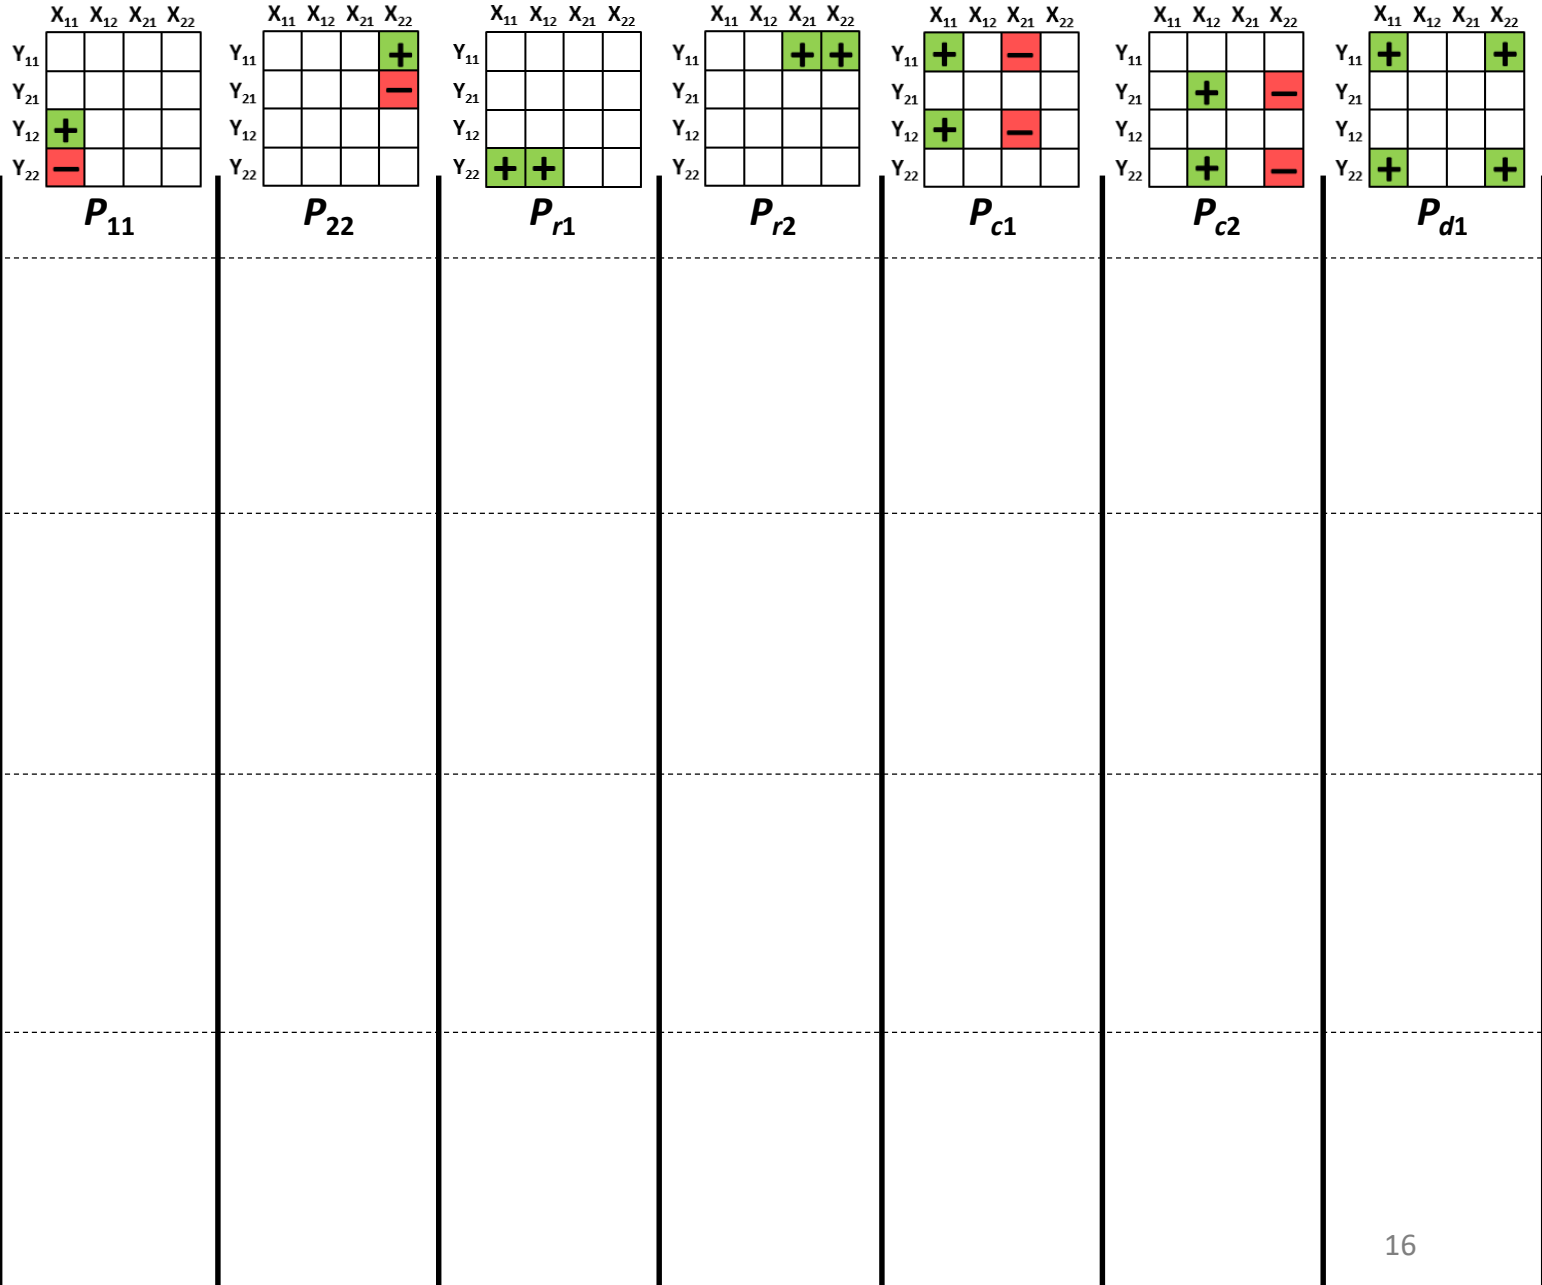 X11 X12 X21 X22 X11 X12 X21 X22 X11 X12 X21 X22 X11 X12 X21 X22 X11 X12 X21 X22 X11 X12 X21 X22 X11 X12 X21 X22
Y11 Y11 + Y11 Y11 + + Y11 + − Y11 Y11 + +
Y21 Y21 − Y21 Y21 Y21 Y21 + − Y21
Y12 + Y12 Y12 Y12 Y12 + − Y12 Y12
Y22 − Y22 Y22 + + Y22 Y22 Y22 + − Y22 + +
P11 P22 Pr1 Pr2 Pc1 Pc2 Pd1
16